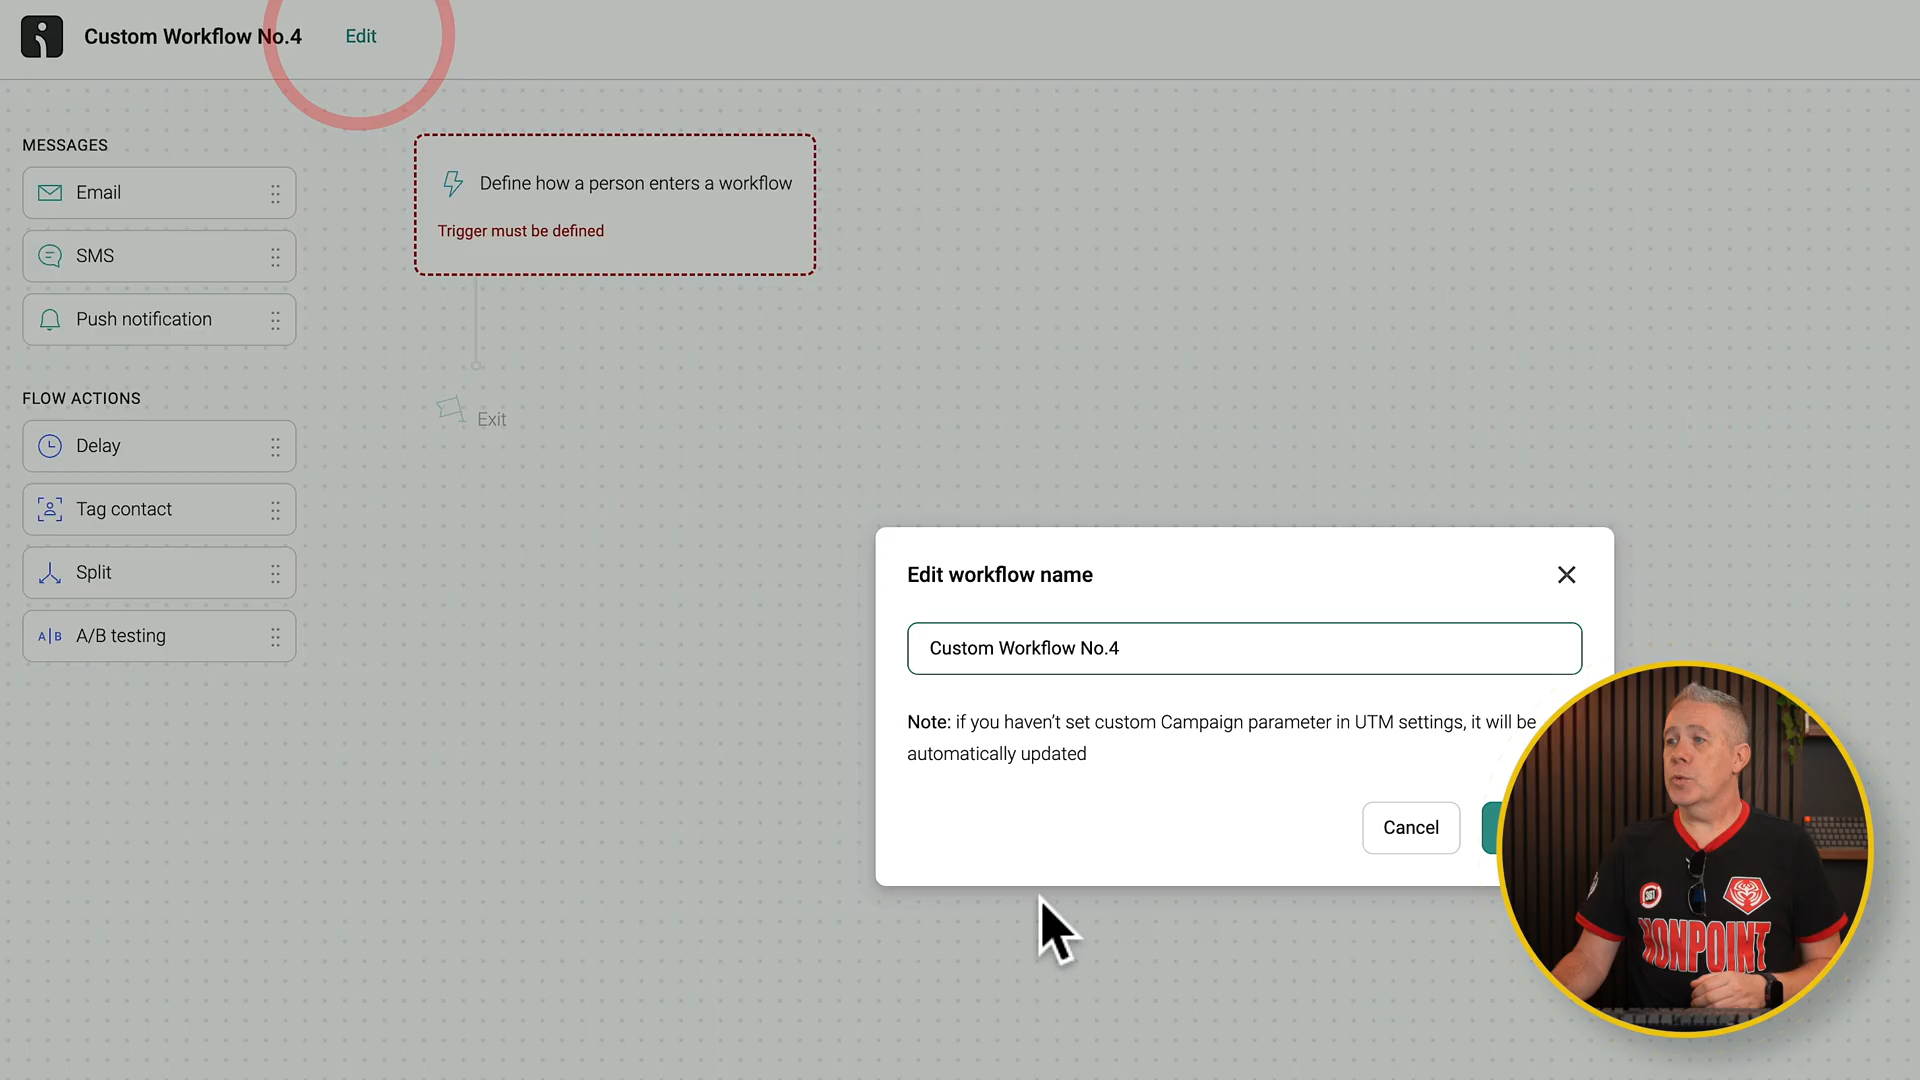 Custom Workflow No.4
Edit
MESSAGES
Email
SMS
Push notification
FLOW ACTIONS
Delay
Tag contact
Split
A|B A/B testing
Define how a person enters a workflow
Trigger must be defined
Exit
Edit workflow name
Custom Workflow No.4
Note: if you haven’t set custom Campaign parameter in UTM settings, it will be
automatically updated
Cancel
NONPOINT